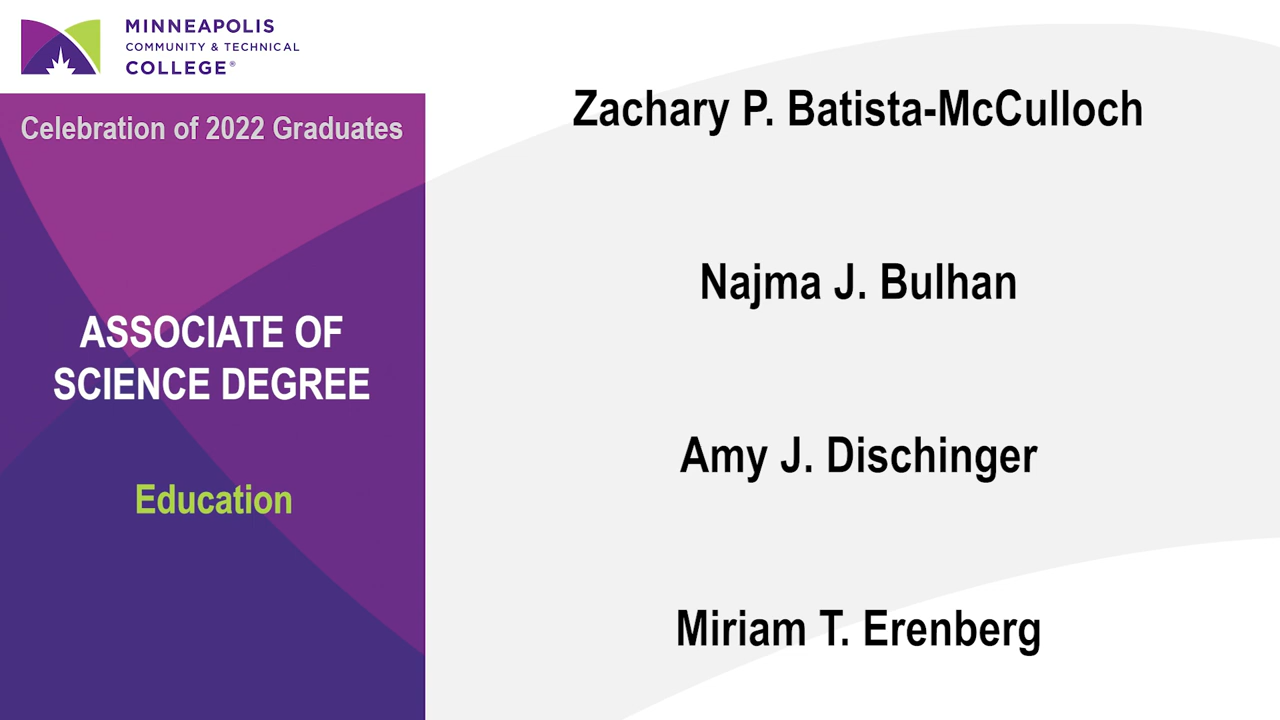 MINNEAPOLIS
COMMUNITY & TECHNICAL
COLLEGE®
Celebration of 2022 Graduates
ASSOCIATE OF
SCIENCE DEGREE
Education
Zachary P. Batista-McCulloch
Najma J. Bulhan
Amy J. Dischinger
Miriam T. Erenberg